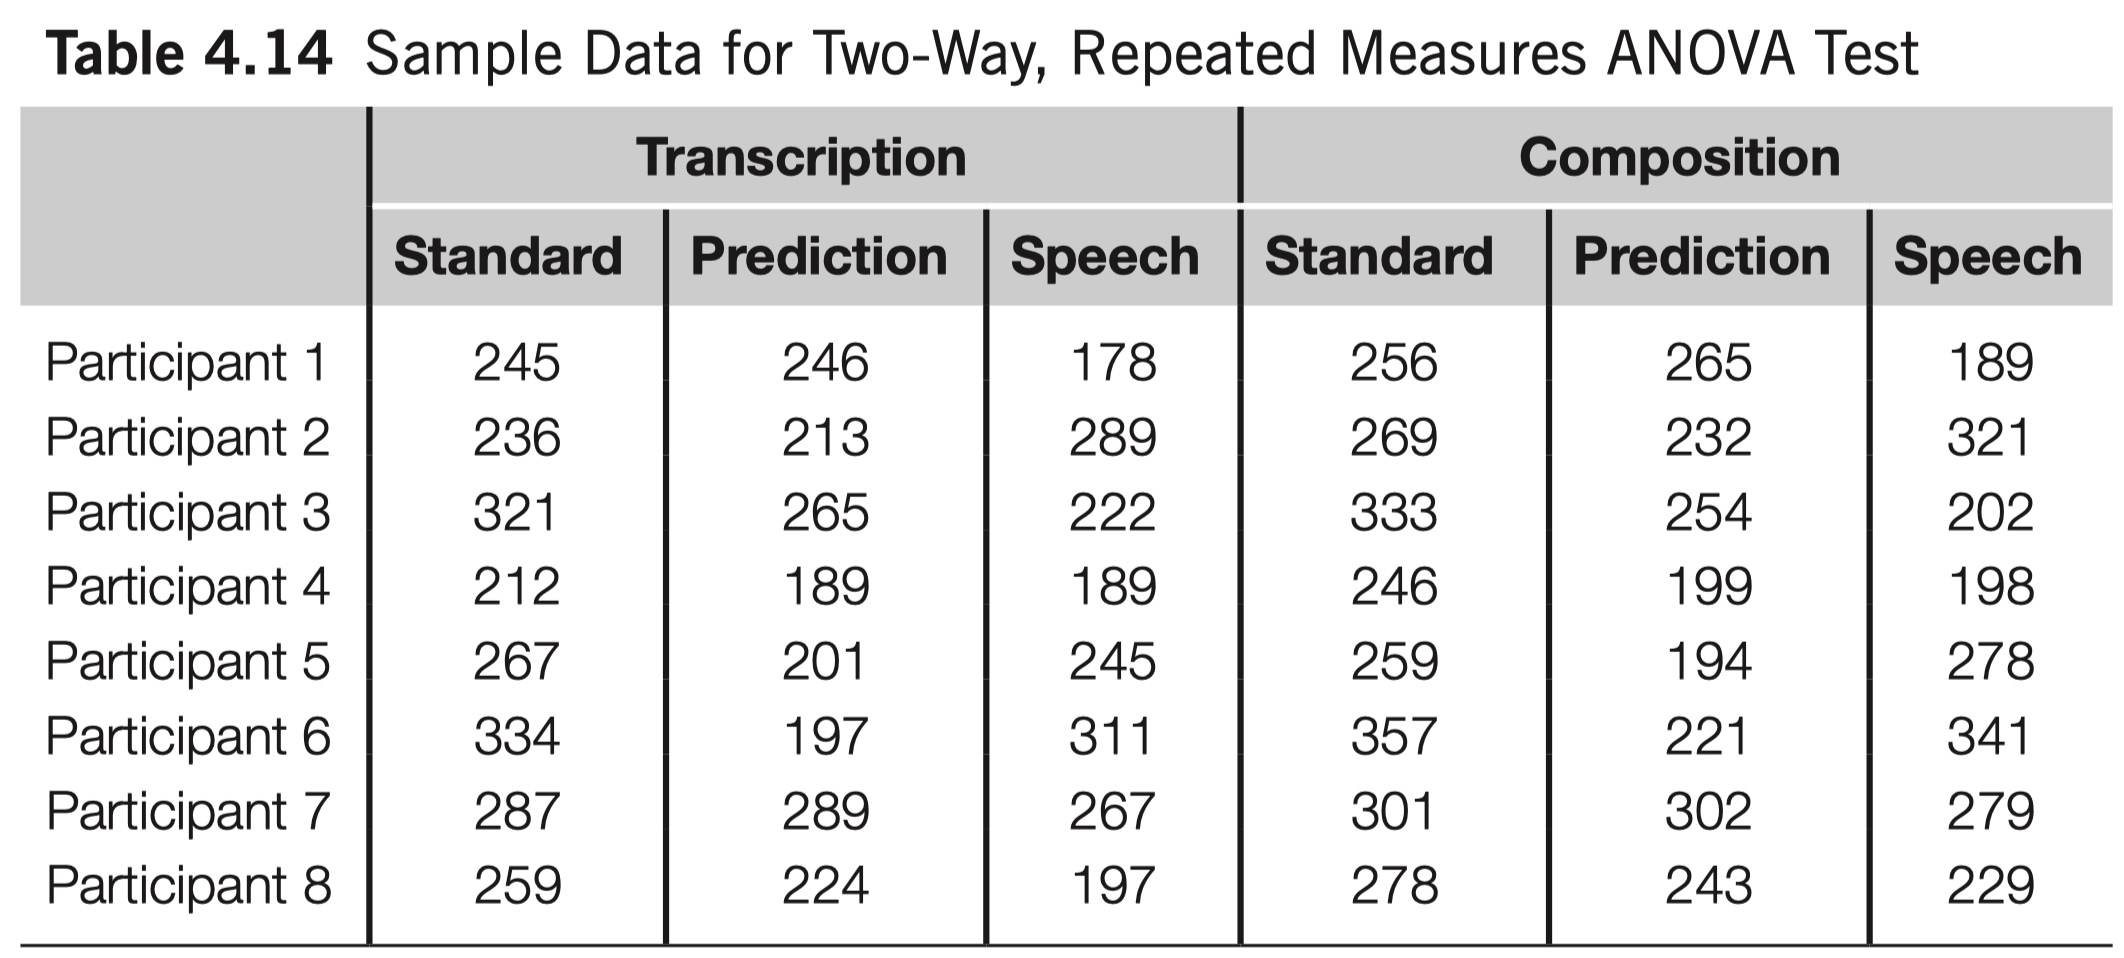 Table 4.14 Sample Data for Two-Way, Repeated Measures ANOVA Test
Transcription Composition
Standard Prediction Speech Standard Prediction Speech
Participant 1 245 246 178 256 265 189
Participant 2 236 213 289 269 232 321
Participant 3 321 265 222 333 254 202
Participant 4 212 189 189 246 199 198
Participant 5 267 201 245 259 194 278
Participant 6 334 197 311 357 221 341
Participant 7 287 289 267 301 302 279
Participant 8 259 224 197 278 243 229